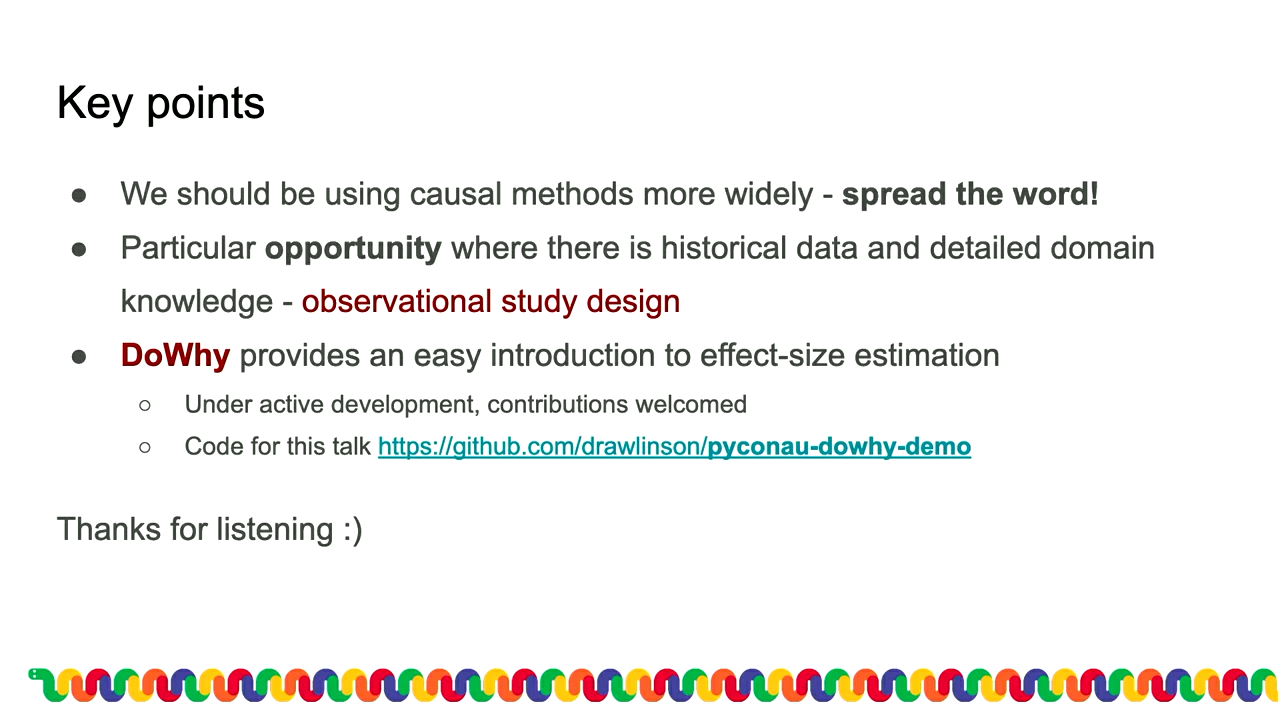 Key points
● We should be using causal methods more widely - spread the word!
● Particular opportunity where there is historical data and detailed domain
knowledge - observational study design
● DoWhy provides an easy introduction to effect-size estimation
○ Under active development, contributions welcomed
○ Code for this talk https://github.com/drawlinson/pyconau-dowhy-demo
Thanks for listening :)